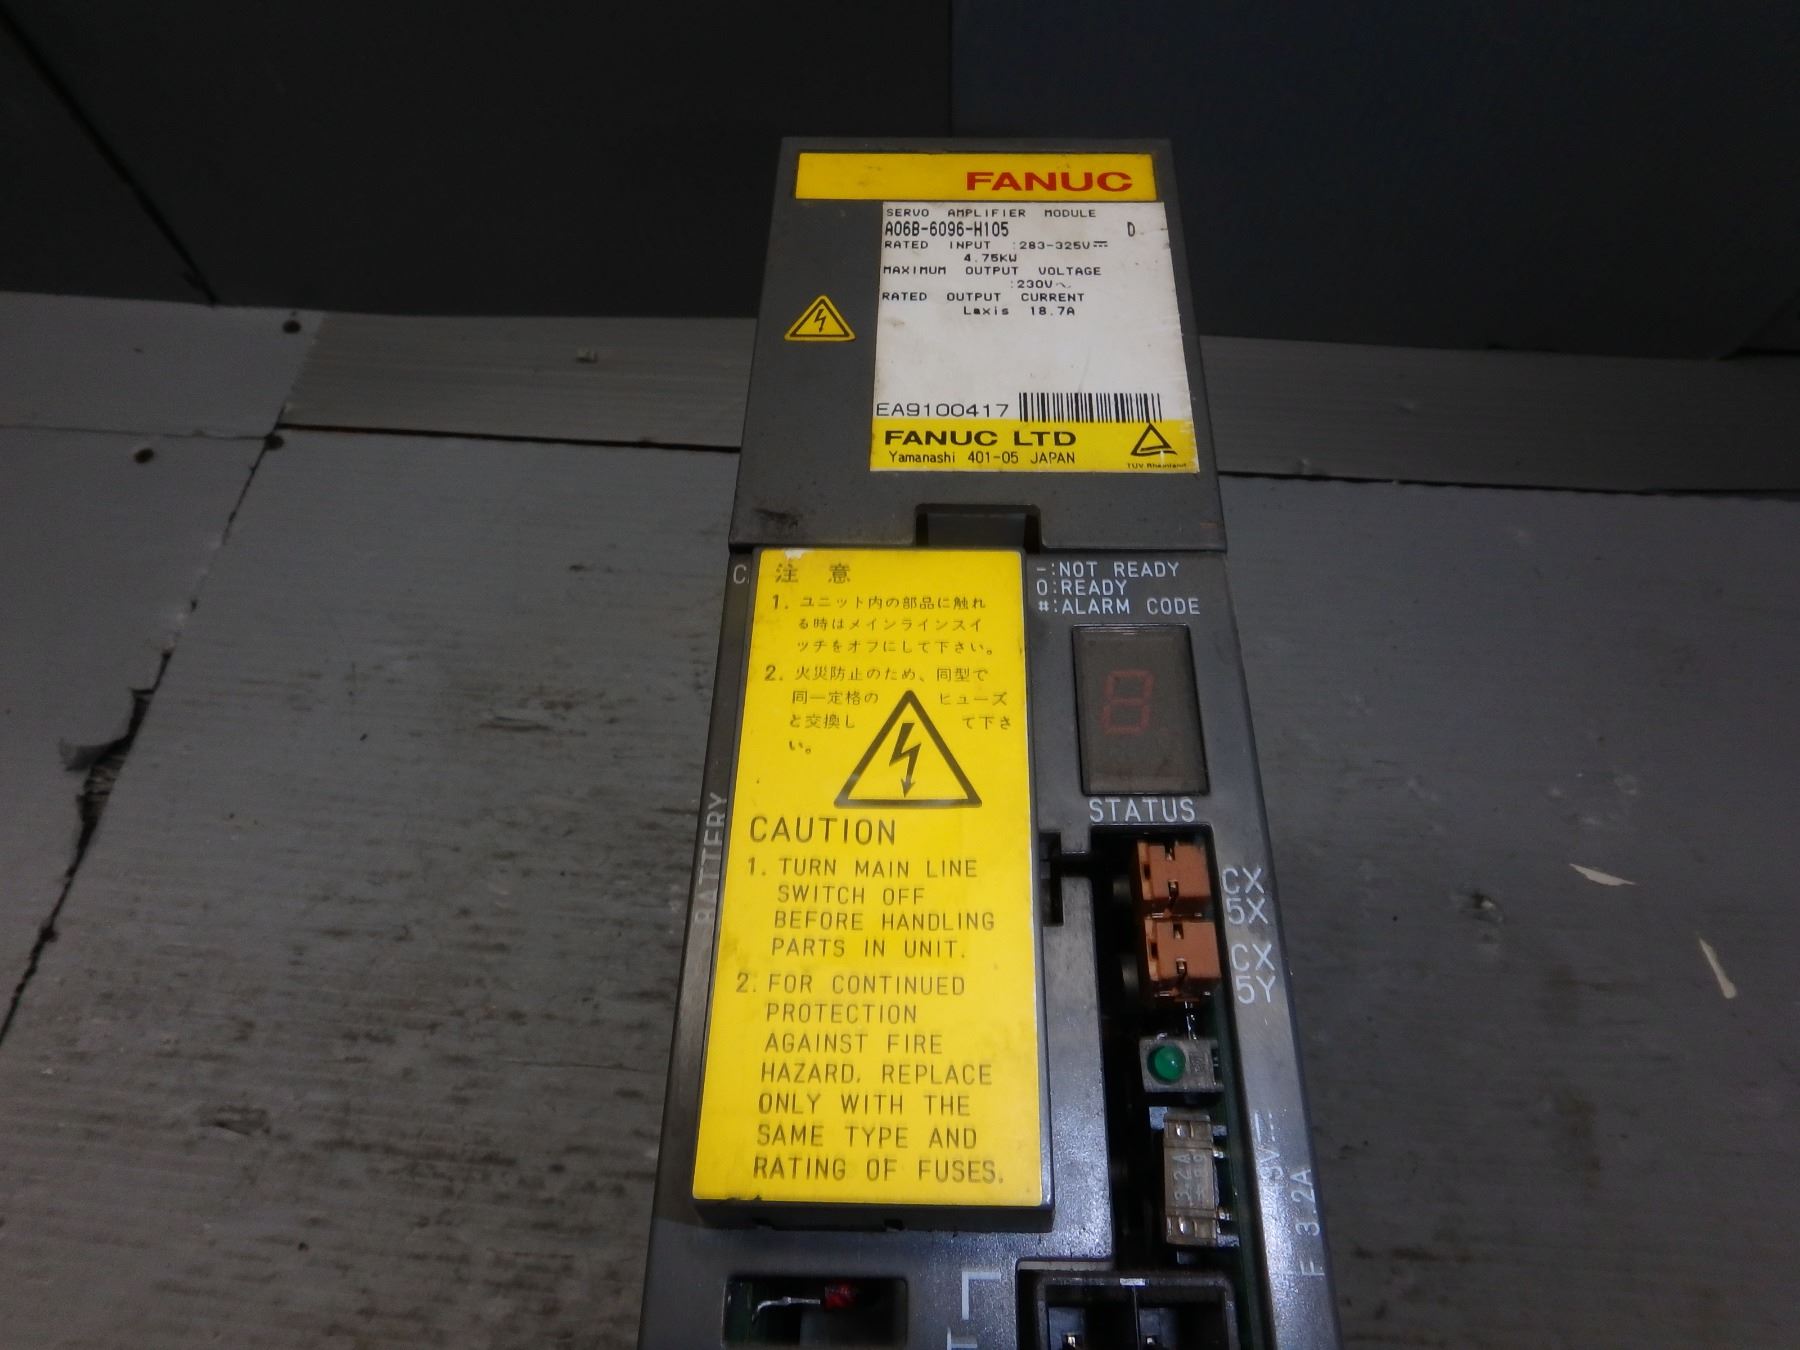 FANUC
SERVO AMPLIFIER MODULE
A06B-6096-H105 D
RATED INPUT :283-325V⎓
4.75KW
MAXIMUM OUTPUT VOLTAGE
:230V~
RATED OUTPUT CURRENT
Laxis 18.7A
EA9100417
FANUC LTD
Yamanashi 401-05 JAPAN
TUV Rheinland
-:NOT READY
0:READY
#:ALARM CODE
8
STATUS
C
注 意
1. ユニット内の部品に触れ
る時はメインラインスイ
ッチをオフにして下さい。
2. 火災防止のため、同型で
同一定格の ヒューズ
と交換し て下さ
い。
CAUTION
1. TURN MAIN LINE
SWITCH OFF
BEFORE HANDLING
PARTS IN UNIT.
2. FOR CONTINUED
PROTECTION
AGAINST FIRE
HAZARD, REPLACE
ONLY WITH THE
SAME TYPE AND
RATING OF FUSES.
BATTERY
CX
5X
CX
5Y
3.2A
F 3.2A
L